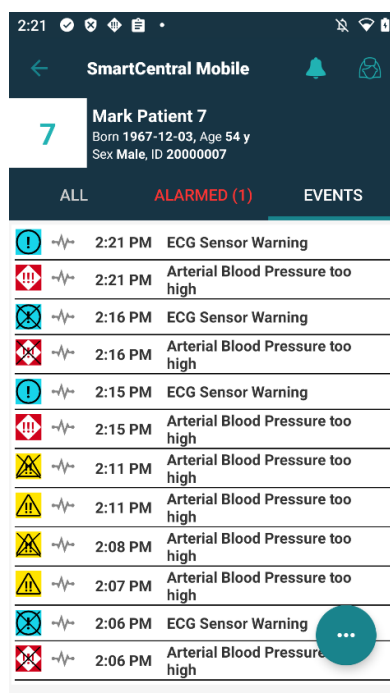 2:21
SmartCentral Mobile
7
Mark Patient 7
Born 1967-12-03, Age 54 y
Sex Male, ID 20000007
ALL ALARMED (1) EVENTS
2:21 PM ECG Sensor Warning
2:21 PM Arterial Blood Pressure too
high
2:16 PM ECG Sensor Warning
2:16 PM Arterial Blood Pressure too
high
2:15 PM ECG Sensor Warning
2:15 PM Arterial Blood Pressure too
high
2:11 PM Arterial Blood Pressure too
high
2:11 PM Arterial Blood Pressure too
high
2:08 PM Arterial Blood Pressure too
high
2:07 PM Arterial Blood Pressure too
high
2:06 PM ECG Sensor Warning
2:06 PM Arterial Blood Pressure
high